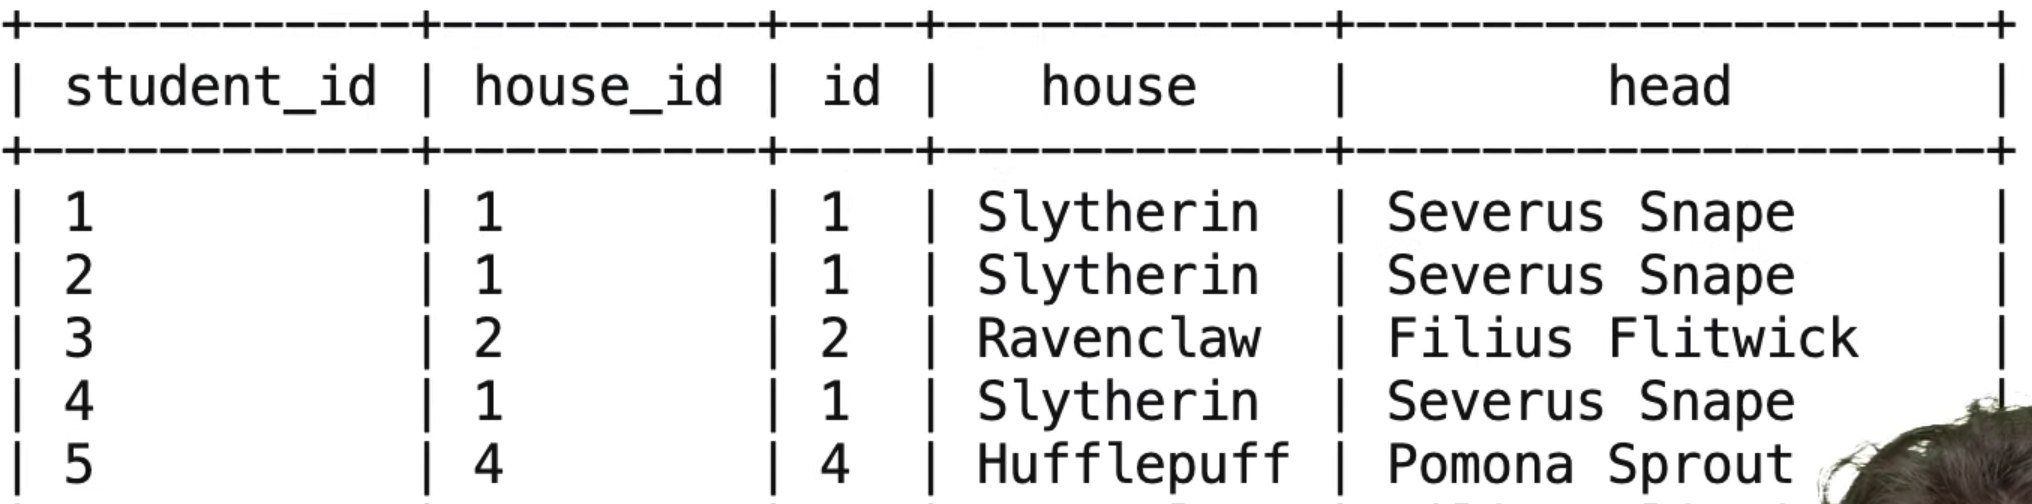 +-------------+----------+----+------------+---------------------+
| student_id | house_id | id | house | head |
+-------------+----------+----+------------+---------------------+
| 1 | 1 | 1 | Slytherin | Severus Snape |
| 2 | 1 | 1 | Slytherin | Severus Snape |
| 3 | 2 | 2 | Ravenclaw | Filius Flitwick |
| 4 | 1 | 1 | Slytherin | Severus Snape |
| 5 | 4 | 4 | Hufflepuff | Pomona Sprout